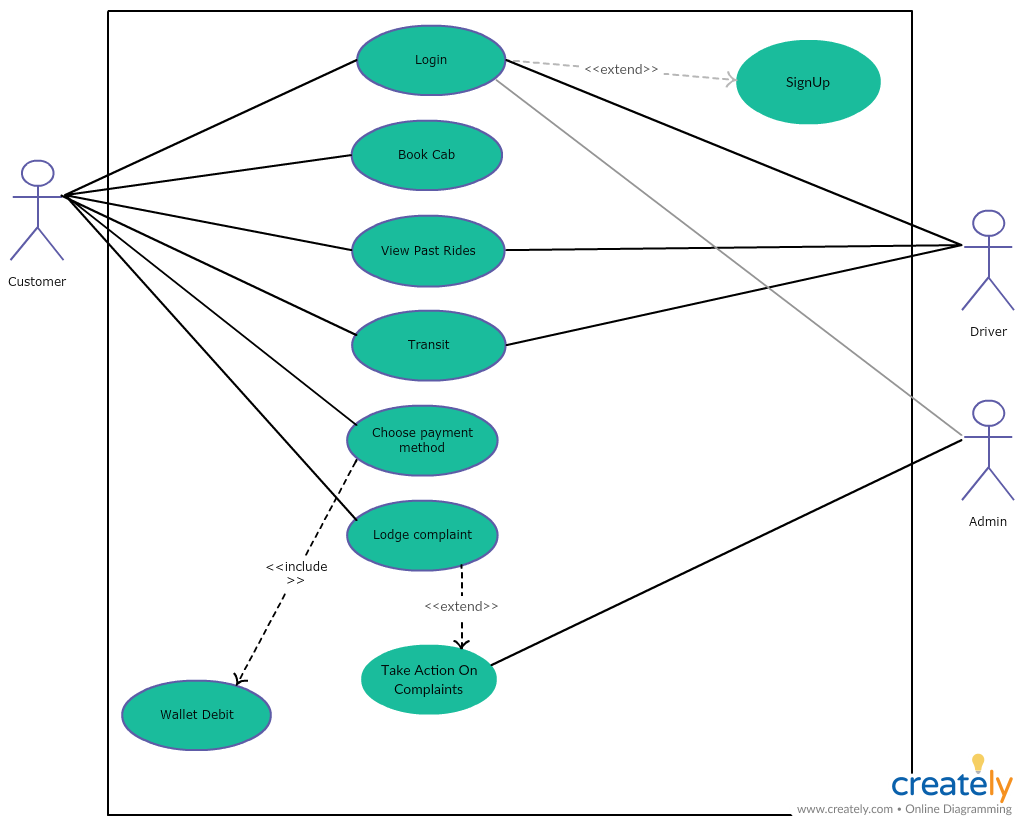 Login
<<extend>>
SignUp
Book Cab
View Past Rides
Customer
Driver
Transit
Choose payment
method
Admin
Lodge complaint
<<include
>>
<<extend>>
Take Action On
Complaints
Wallet Debit
creately
www.creately.com • Online Diagramming